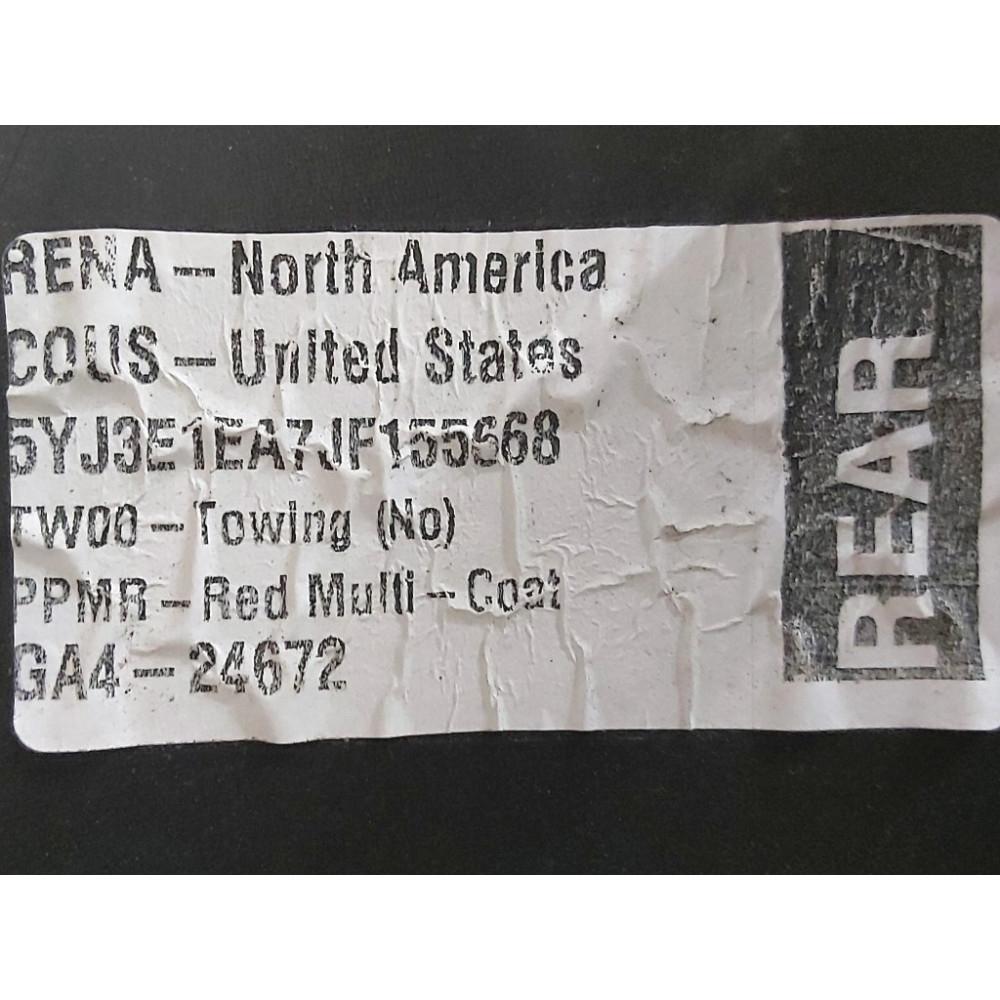 RENA - North America
COUS - United States
5YJ3E1EA7JF155668
TW00 - Towing (No)
PPMR - Red Multi - Coat
GA4 - 24672
REAR